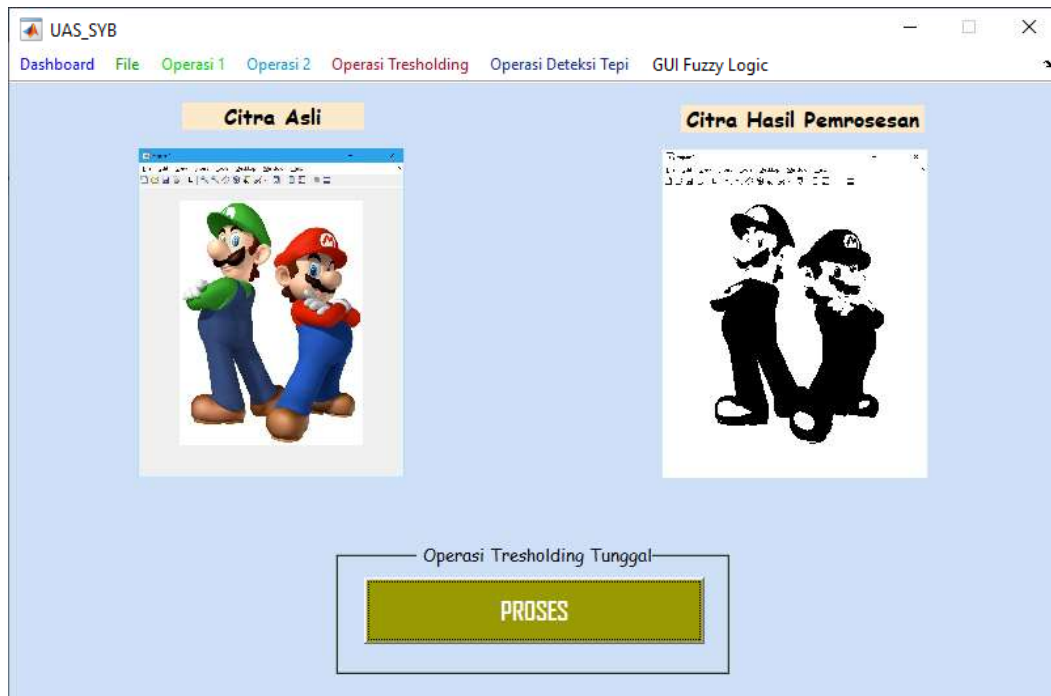 UAS_SYB
Dashboard File Operasi 1 Operasi 2 Operasi Tresholding Operasi Deteksi Tepi GUI Fuzzy Logic
Citra Asli
Citra Hasil Pemrosesan
M
M
Operasi Tresholding Tunggal
PROSES